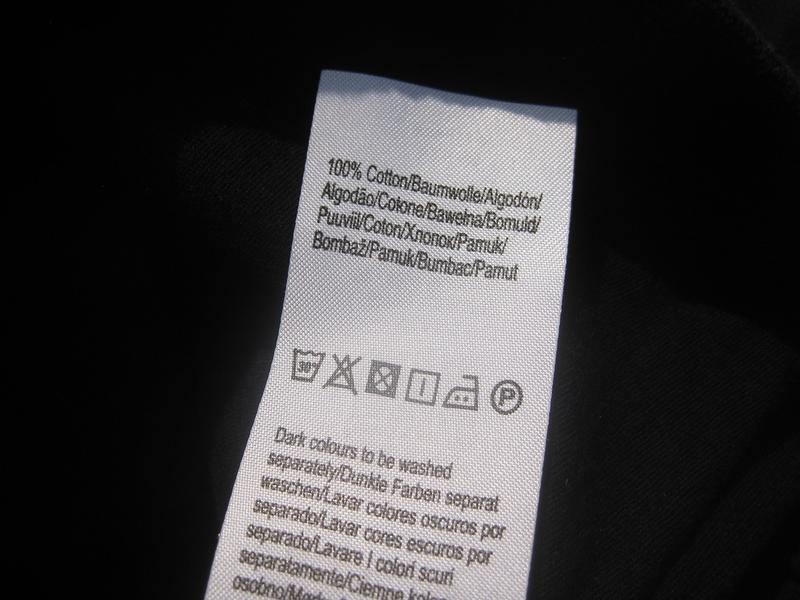 100% Cotton/Baumwolle/Algodón/
Algodão/Cotone/Bawełna/Bomuld/
Puuvill/Coton/Хлопок/Pamuk/
Bombaž/Pamuk/Bumbac/Pamut
30°
P
Dark colours to be washed
separately/Dunkle Farben separat
waschen/Lavar colores oscuros por
separado/Lavar cores escuros por
separado/Lavare I colori scuri
separatamente/Ciemne
osobno/